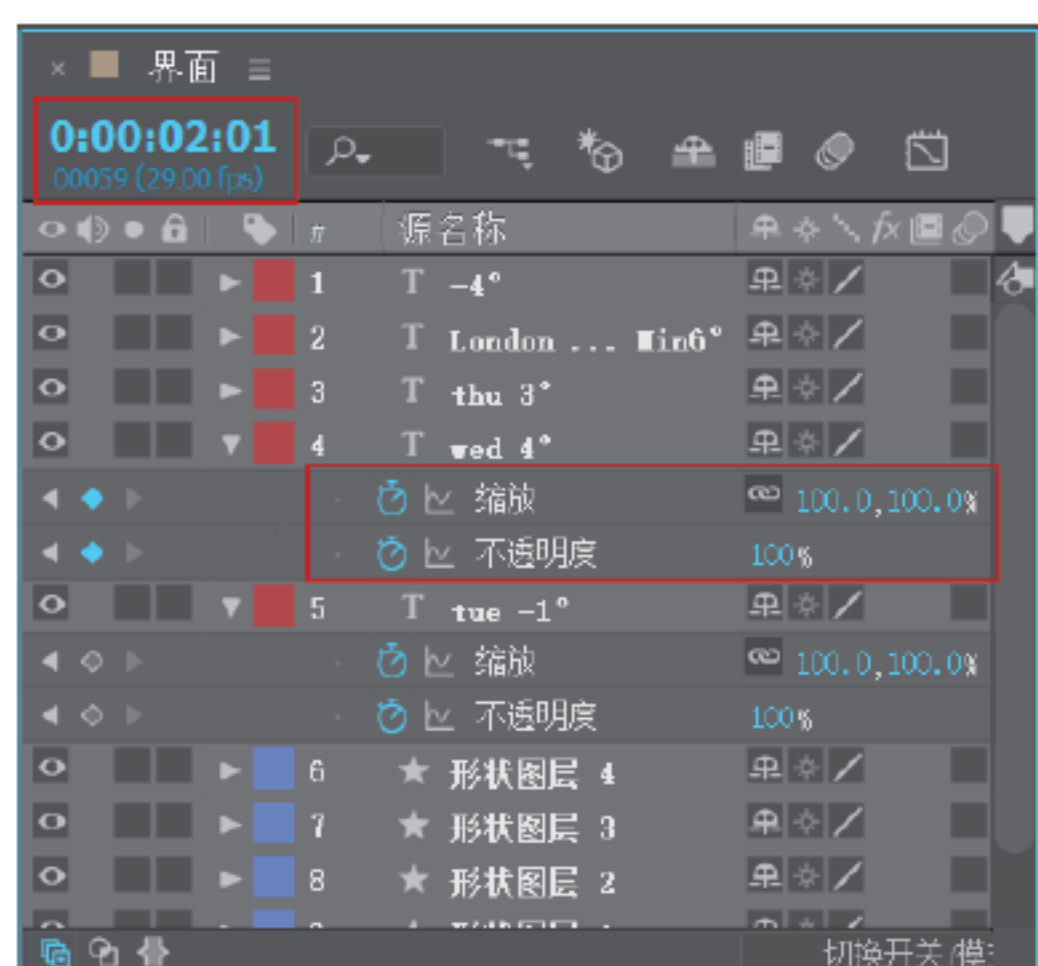 × 界面
0:00:02:01
00059 (29.00 fps)
# 源名称 fx
1 T -4°
2 T London ... Min6°
3 T thu 3°
4 T wed 4°
缩放 100.0,100.0%
不透明度 100%
5 T tue -1°
缩放 100.0,100.0%
不透明度 100%
6 形状图层 4
7 形状图层 3
8 形状图层 2
切换开关/模